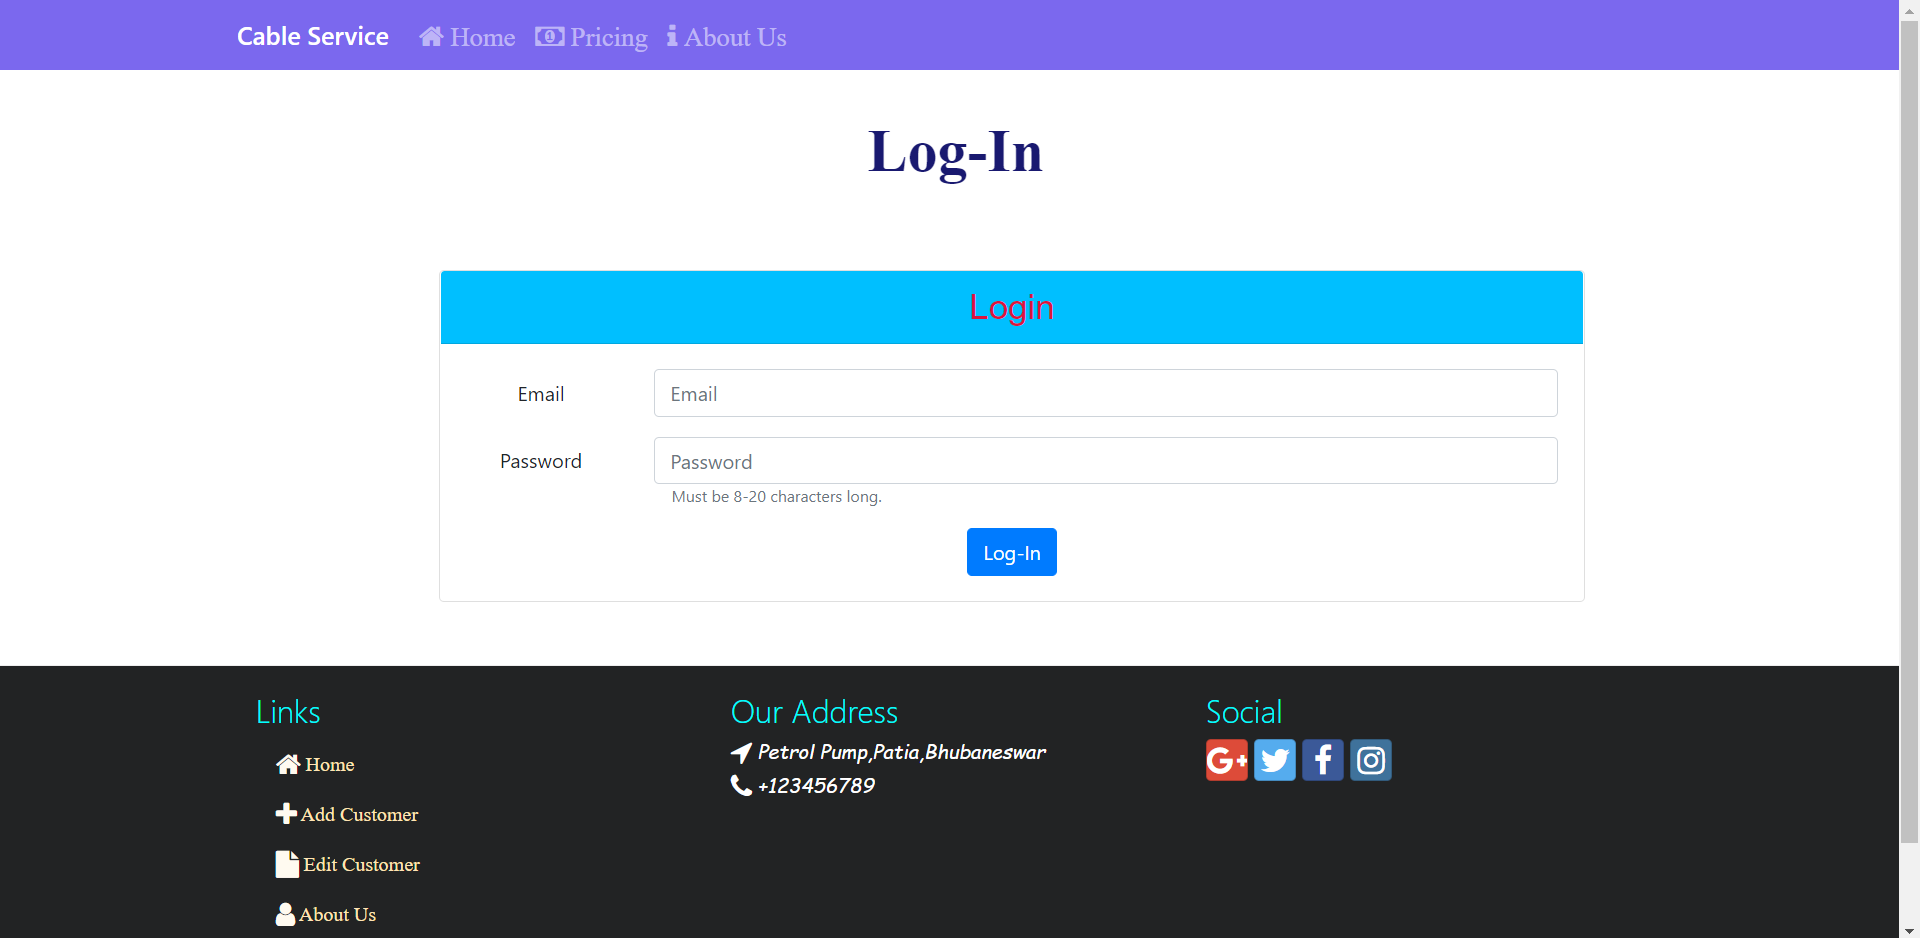 Cable Service Home Pricing About Us
Log-In
Login
Email Email
Password Password
Must be 8-20 characters long.
Log-In
Links
Home
Add Customer
Edit Customer
About Us
Our Address
Petrol Pump,Patia,Bhubaneswar
+123456789
Social